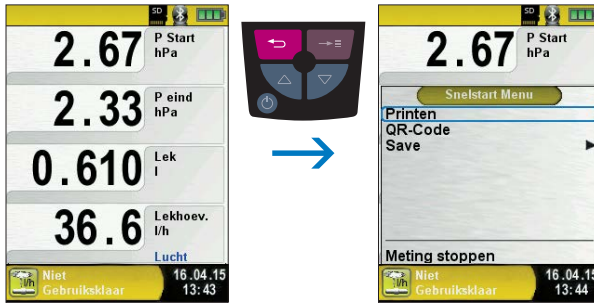 SD
2.67 P Start
hPa
2.33 P eind
hPa
0.610 Lek
l
36.6 Lekhoev.
l/h
Lucht
l/h Niet
Gebruiksklaar
16.04.15
13:43
SD
2.67 P Start
hPa
Snelstart Menu
Printen
QR-Code
Save
Meting stoppen
l/h Niet
Gebruiksklaar
16.04.15
13:44